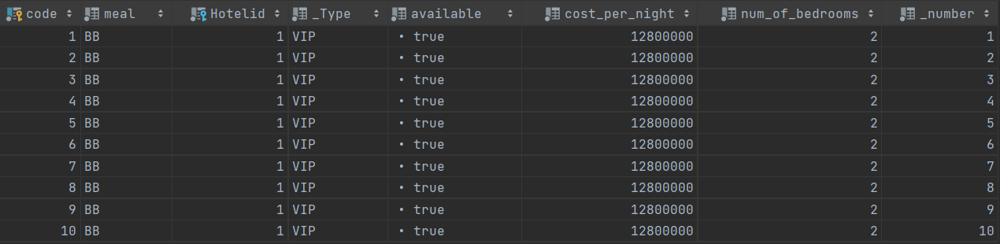 code meal Hotelid _Type available cost_per_night num_of_bedrooms _number
1 BB 1 VIP • true 12800000 2 1
2 BB 1 VIP • true 12800000 2 2
3 BB 1 VIP • true 12800000 2 3
4 BB 1 VIP • true 12800000 2 4
5 BB 1 VIP • true 12800000 2 5
6 BB 1 VIP • true 12800000 2 6
7 BB 1 VIP • true 12800000 2 7
8 BB 1 VIP • true 12800000 2 8
9 BB 1 VIP • true 12800000 2 9
10 BB 1 VIP • true 12800000 2 10